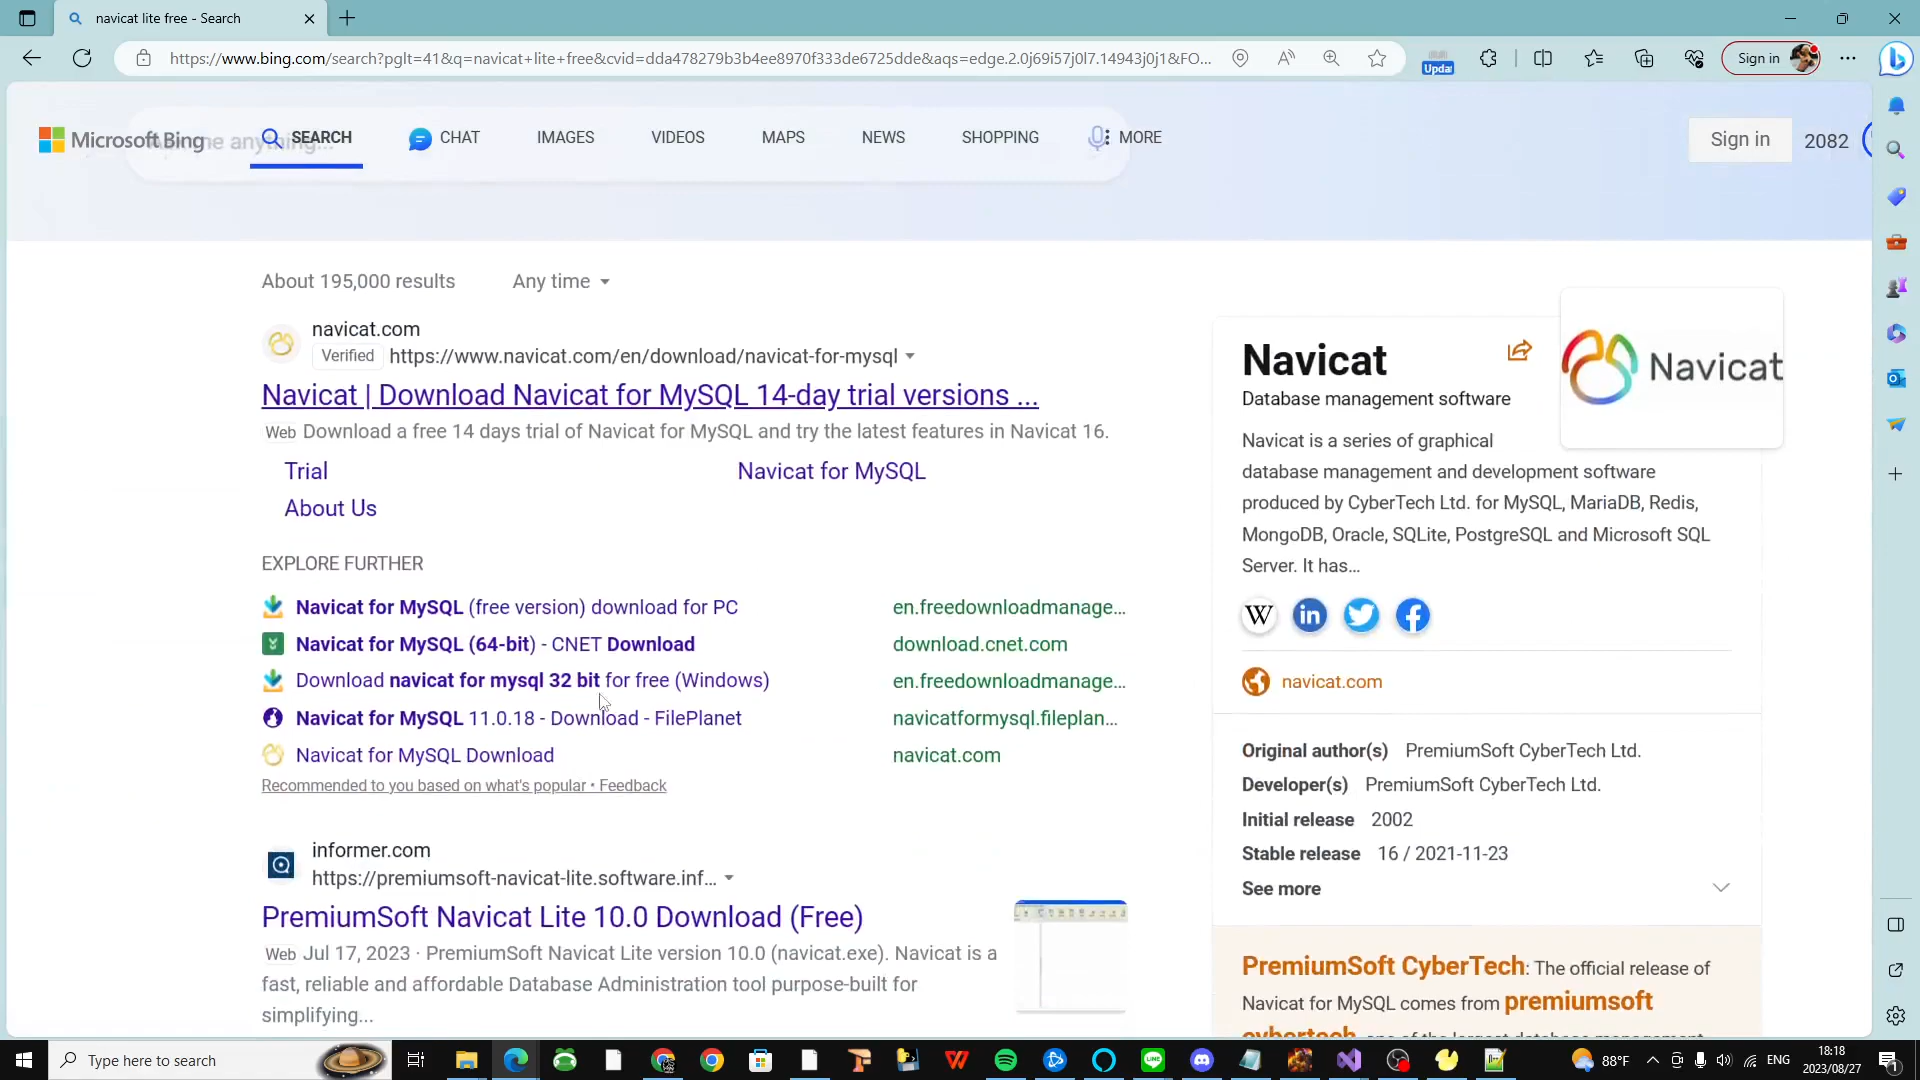 navicat lite free - Search
https://www.bing.com/search?pglt=41&q=navicat+lite+free&cvid=dda478279b3b4ee8970f333de6725dde&aqs=edge.2.0j69i57j0l7.14943j0j1&FO...
Upda
Sign in
Microsoft Bing
Ask me anything...
SEARCH
CHAT
IMAGES
VIDEOS
MAPS
NEWS
SHOPPING
MORE
Sign in
2082
About 195,000 results
Any time
navicat.com
Verified
https://www.navicat.com/en/download/navicat-for-mysql
Navicat | Download Navicat for MySQL 14-day trial versions ...
Web Download a free 14 days trial of Navicat for MySQL and try the latest features in Navicat 16.
Trial
Navicat for MySQL
About Us
EXPLORE FURTHER
Navicat for MySQL (free version) download for PC
en.freedownloadmanage...
Navicat for MySQL (64-bit) - CNET Download
download.cnet.com
Download navicat for mysql 32 bit for free (Windows)
en.freedownloadmanage...
Navicat for MySQL 11.0.18 - Download - FilePlanet
navicatformysql.fileplan...
Navicat for MySQL Download
navicat.com
Recommended to you based on what's popular • Feedback
informer.com
https://premiumsoft-navicat-lite.software.inf...
PremiumSoft Navicat Lite 10.0 Download (Free)
Web Jul 17, 2023 · PremiumSoft Navicat Lite version 10.0 (navicat.exe). Navicat is a
fast, reliable and affordable Database Administration tool purpose-built for
simplifying...
Navicat
Database management software
Navicat
Navicat is a series of graphical
database management and development software
produced by CyberTech Ltd. for MySQL, MariaDB, Redis,
MongoDB, Oracle, SQLite, PostgreSQL and Microsoft SQL
Server. It has...
W
navicat.com
Original author(s) PremiumSoft CyberTech Ltd.
Developer(s) PremiumSoft CyberTech Ltd.
Initial release 2002
Stable release 16 / 2021-11-23
See more
PremiumSoft CyberTech: The official release of
Navicat for MySQL comes from premiumsoft
cybertech, one of the largest database management
Type here to search
88°F
ENG
18:18
2023/08/27
1